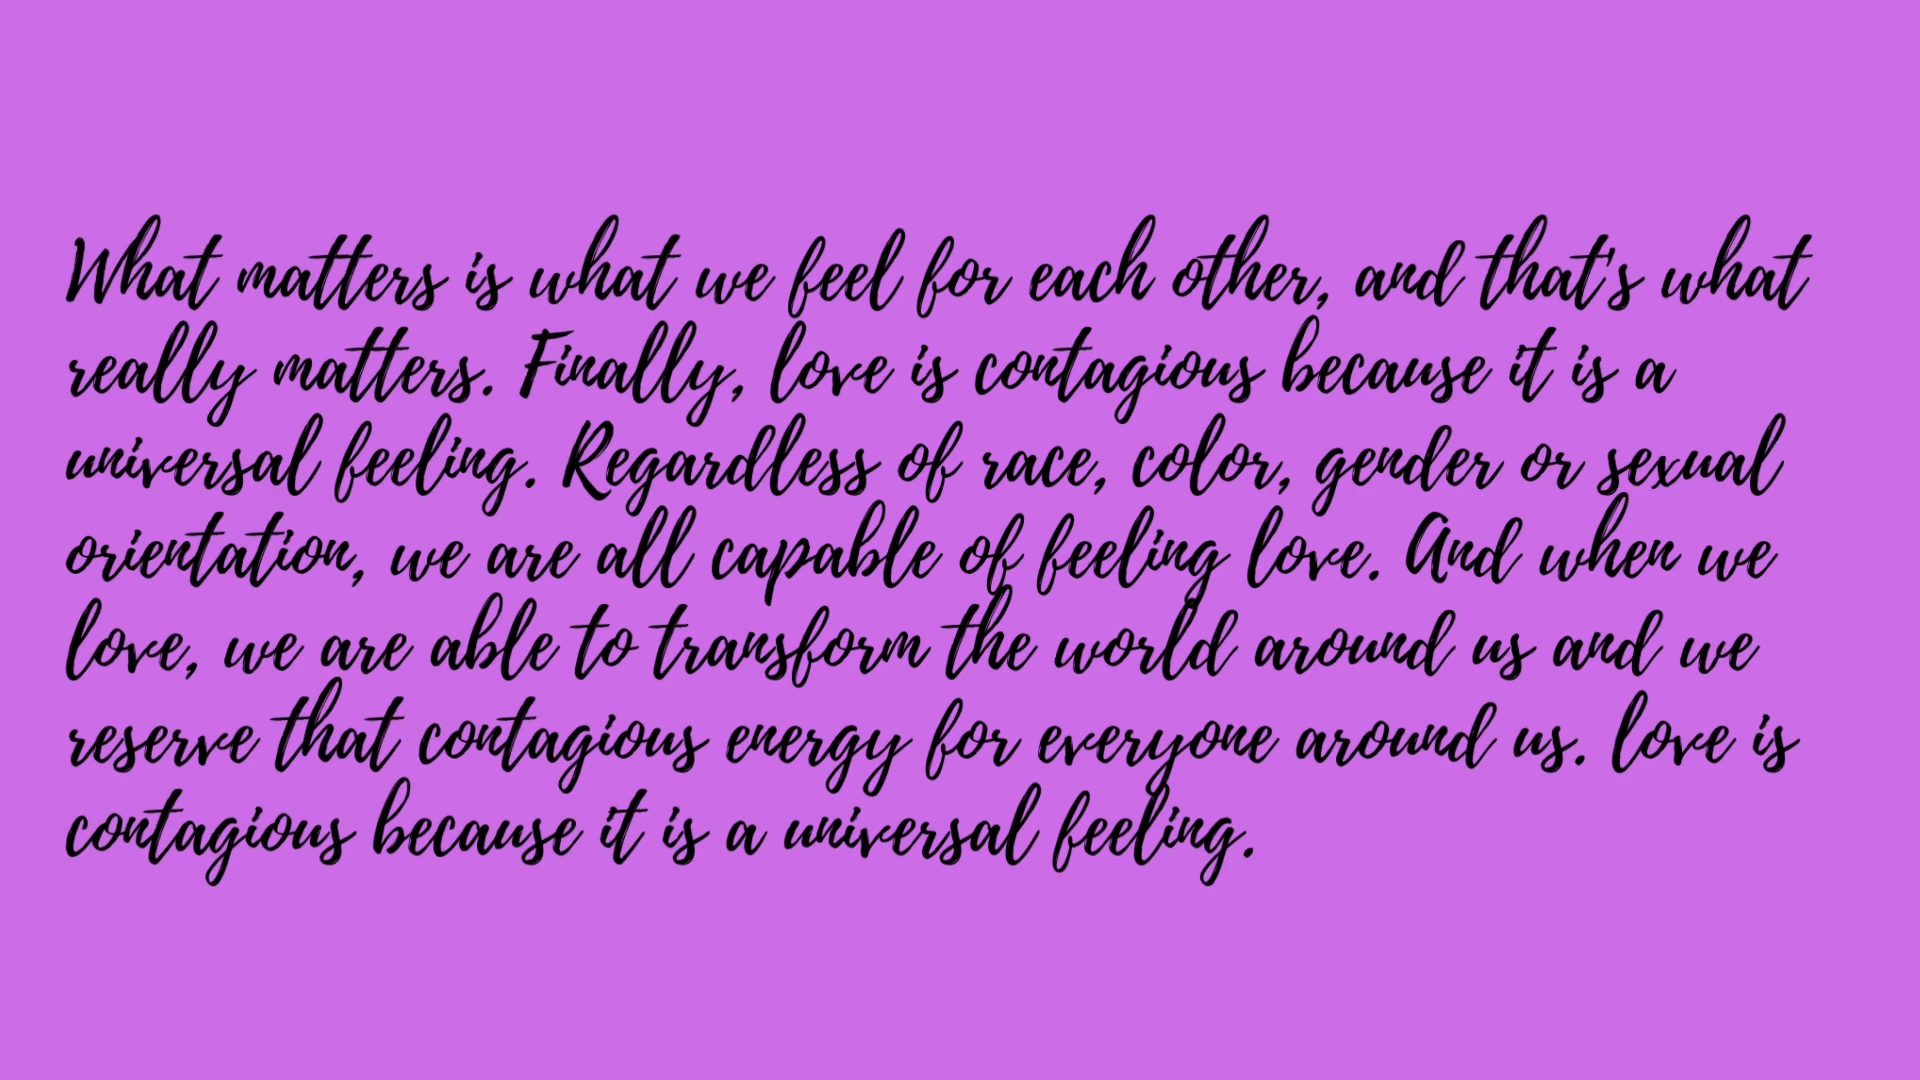 What matters is what we feel for each other, and that's what
really matters. Finally, love is contagious because it is a
universal feeling. Regardless of race, color, gender or sexual
orientation, we are all capable of feeling love. And when we
love, we are able to transform the world around us and we
reserve that contagious energy for everyone around us. love is
contagious because it is a universal feeling.